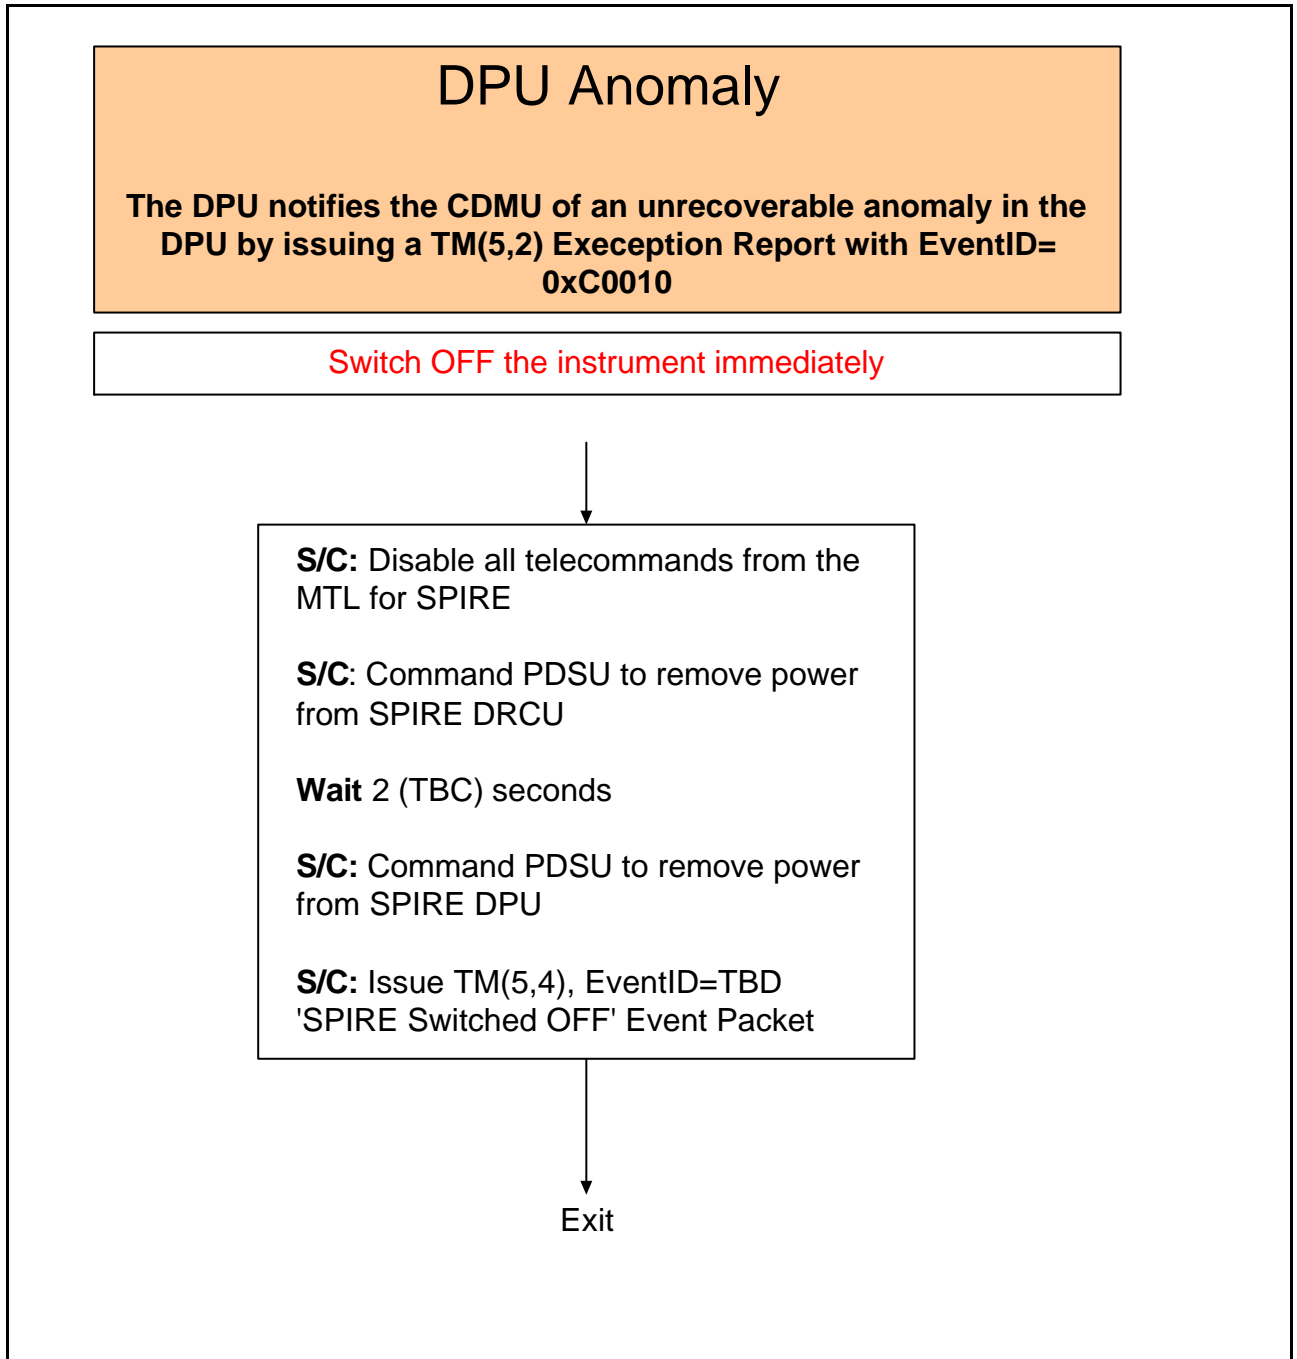 DPU Anomaly
The DPU notifies the CDMU of an unrecoverable anomaly in the
DPU by issuing a TM(5,2) Exeception Report with EventID=
0xC0010
Switch OFF the instrument immediately
S/C: Disable all telecommands from the
MTL for SPIRE
S/C: Command PDSU to remove power
from SPIRE DRCU
Wait 2 (TBC) seconds
S/C: Command PDSU to remove power
from SPIRE DPU
S/C: Issue TM(5,4), EventID=TBD
'SPIRE Switched OFF' Event Packet
Exit